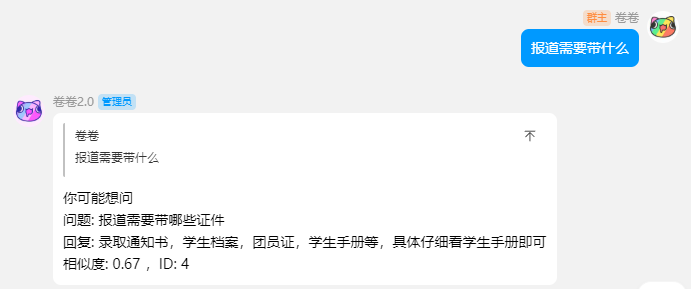 群主 卷卷
报道需要带什么
卷卷2.0 管理员
卷卷
报道需要带什么
你可能想问
问题: 报道需要带哪些证件
回复: 录取通知书，学生档案，团员证，学生手册等，具体仔细看学生手册即可
相似度: 0.67 ，ID: 4